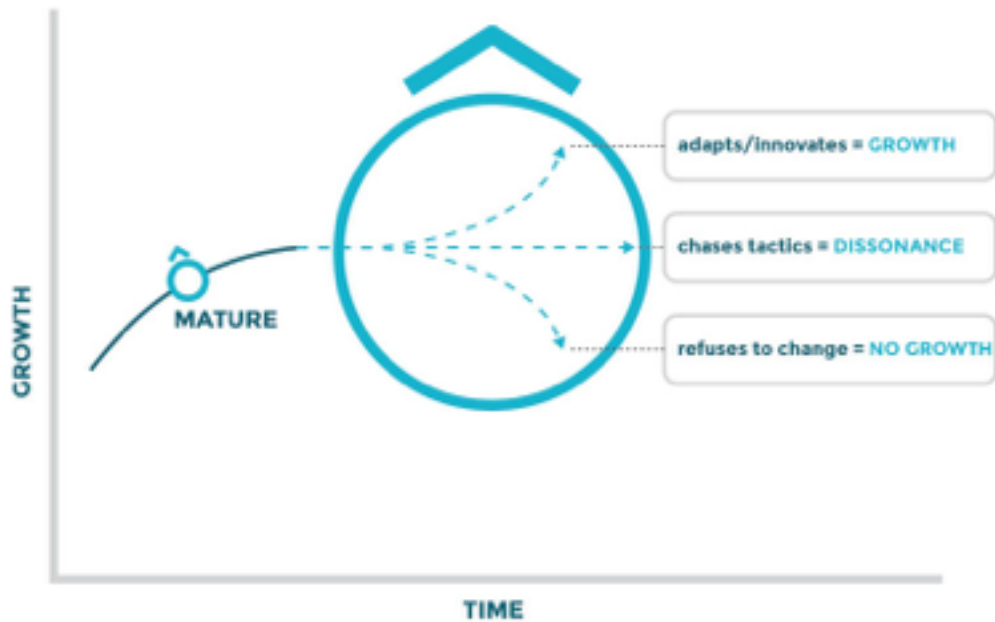 adapts/innovates = GROWTH
chases tactics = DISSONANCE
MATURE
refuses to change = NO GROWTH
GROWTH
TIME